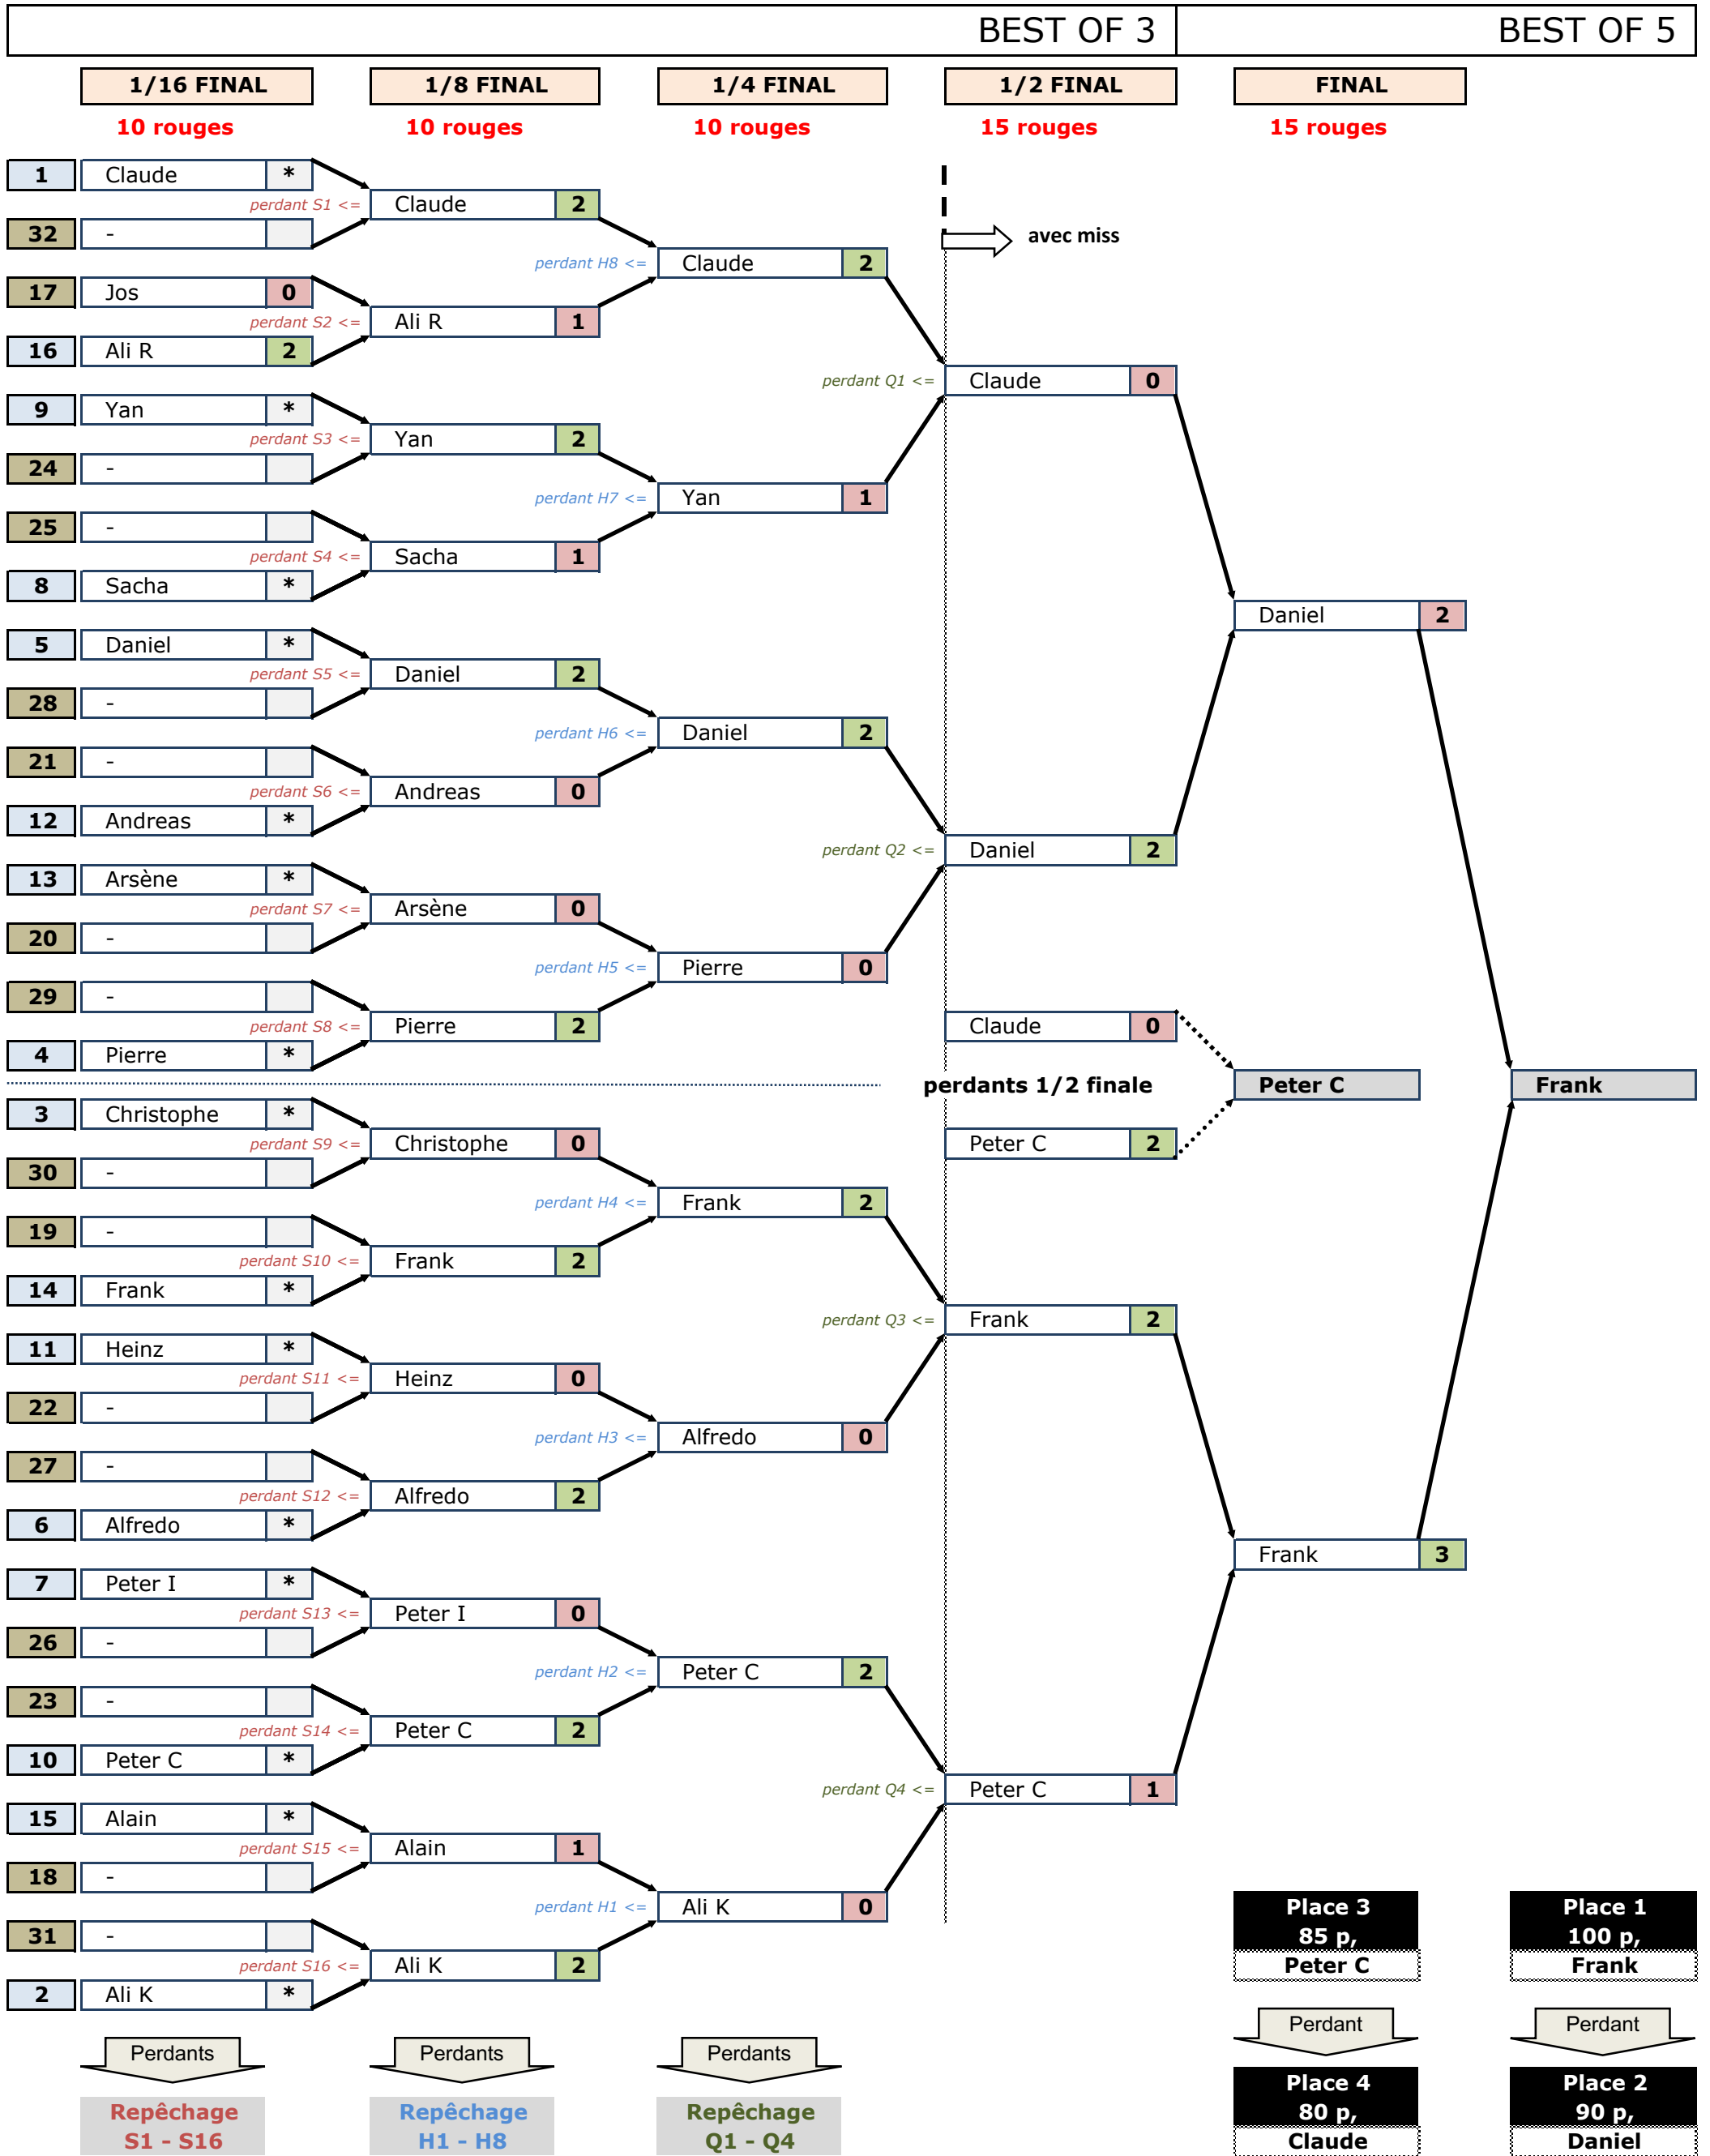 BEST OF 3 BEST OF 5
1/16 FINAL 1/8 FINAL 1/4 FINAL 1/2 FINAL FINAL
10 rouges 10 rouges 10 rouges 15 rouges 15 rouges
1 Claude *
perdant S1 <= Claude 2
32 -
avec miss
perdant H8 <= Claude 2
17 Jos 0
perdant S2 <= Ali R 1
16 Ali R 2
perdant Q1 <= Claude 0
9 Yan *
perdant S3 <= Yan 2
24 -
perdant H7 <= Yan 1
25 -
perdant S4 <= Sacha 1
8 Sacha *
Daniel 2
5 Daniel *
perdant S5 <= Daniel 2
28 -
perdant H6 <= Daniel 2
21 -
perdant S6 <= Andreas 0
12 Andreas *
perdant Q2 <= Daniel 2
13 Arsène *
perdant S7 <= Arsène 0
20 -
perdant H5 <= Pierre 0
29 -
perdant S8 <= Pierre 2 Claude 0
4 Pierre *
perdants 1/2 finale Peter C Frank
3 Christophe *
perdant S9 <= Christophe 0 Peter C 2
30 -
perdant H4 <= Frank 2
19 -
perdant S10 <= Frank 2
14 Frank *
perdant Q3 <= Frank 2
11 Heinz *
perdant S11 <= Heinz 0
22 -
perdant H3 <= Alfredo 0
27 -
perdant S12 <= Alfredo 2
6 Alfredo *
Frank 3
7 Peter I *
perdant S13 <= Peter I 0
26 -
perdant H2 <= Peter C 2
23 -
perdant S14 <= Peter C 2
10 Peter C *
perdant Q4 <= Peter C 1
15 Alain *
perdant S15 <= Alain 1
18 -
perdant H1 <= Ali K 0
31 -
perdant S16 <= Ali K 2
2 Ali K *
Place 3 Place 1
85 p, 100 p,
Peter C Frank
Perdant Perdant
Perdants Perdants Perdants
Place 4 Place 2
80 p, 90 p,
Claude Daniel
Repêchage Repêchage Repêchage
S1 - S16 H1 - H8 Q1 - Q4